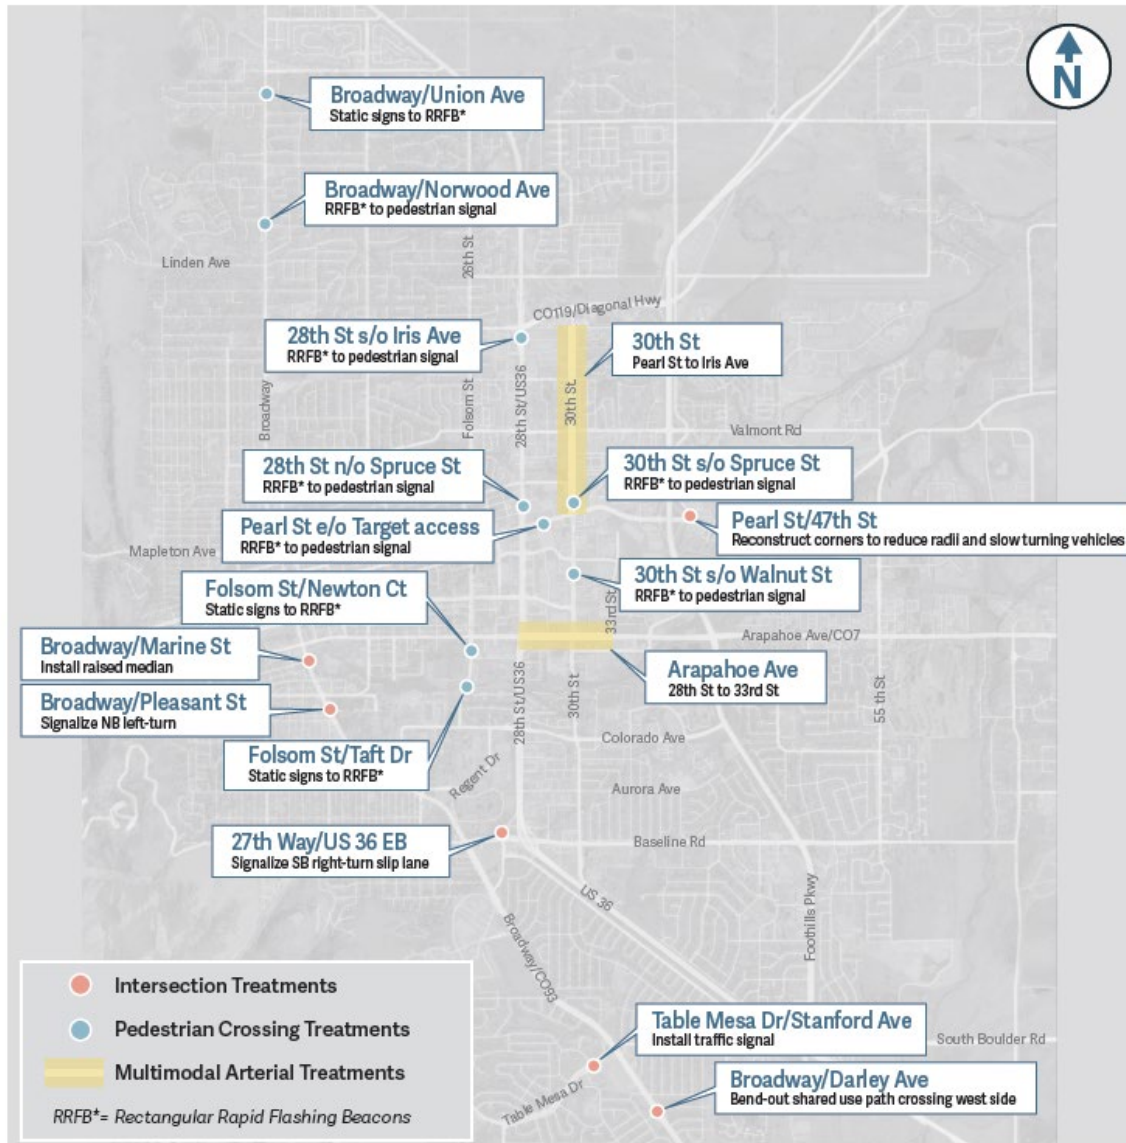 N
Broadway/Union Ave
Static signs to RRFB*
Broadway/Norwood Ave
RRFB* to pedestrian signal
Linden Ave
26th St
CO119/Diagonal Hwy
28th St s/o Iris Ave
RRFB* to pedestrian signal
30th St
Pearl St to Iris Ave
Broadway
Folsom St.
28th St/US36
30th St.
Valmont Rd
28th St n/o Spruce St
RRFB* to pedestrian signal
30th St s/o Spruce St
RRFB* to pedestrian signal
Pearl St e/o Target access
RRFB* to pedestrian signal
Pearl St/47th St
Reconstruct corners to reduce radii and slow turning vehicles
Mapleton Ave
Folsom St/Newton Ct
Static signs to RRFB*
30th St s/o Walnut St
RRFB* to pedestrian signal
33rd St.
Arapahoe Ave/CO7
Broadway/Marine St
Install raised median
Arapahoe Ave
28th St to 33rd St
Broadway/Pleasant St
Signalize NB left-turn
28th St/US36
30th St
55 th St
Colorado Ave
Folsom St/Taft Dr
Static signs to RRFB*
Regent Dr
Aurora Ave
27th Way/US 36 EB
Signalize SB right-turn slip lane
Baseline Rd
US 36
Foothills Pkwy
Broadway/CO93
Intersection Treatments
Pedestrian Crossing Treatments
Multimodal Arterial Treatments
RRFB*= Rectangular Rapid Flashing Beacons
Table Mesa Dr/Stanford Ave
Install traffic signal
South Boulder Rd
Table Mesa Dr
Broadway/Darley Ave
Bend-out shared use path crossing west side